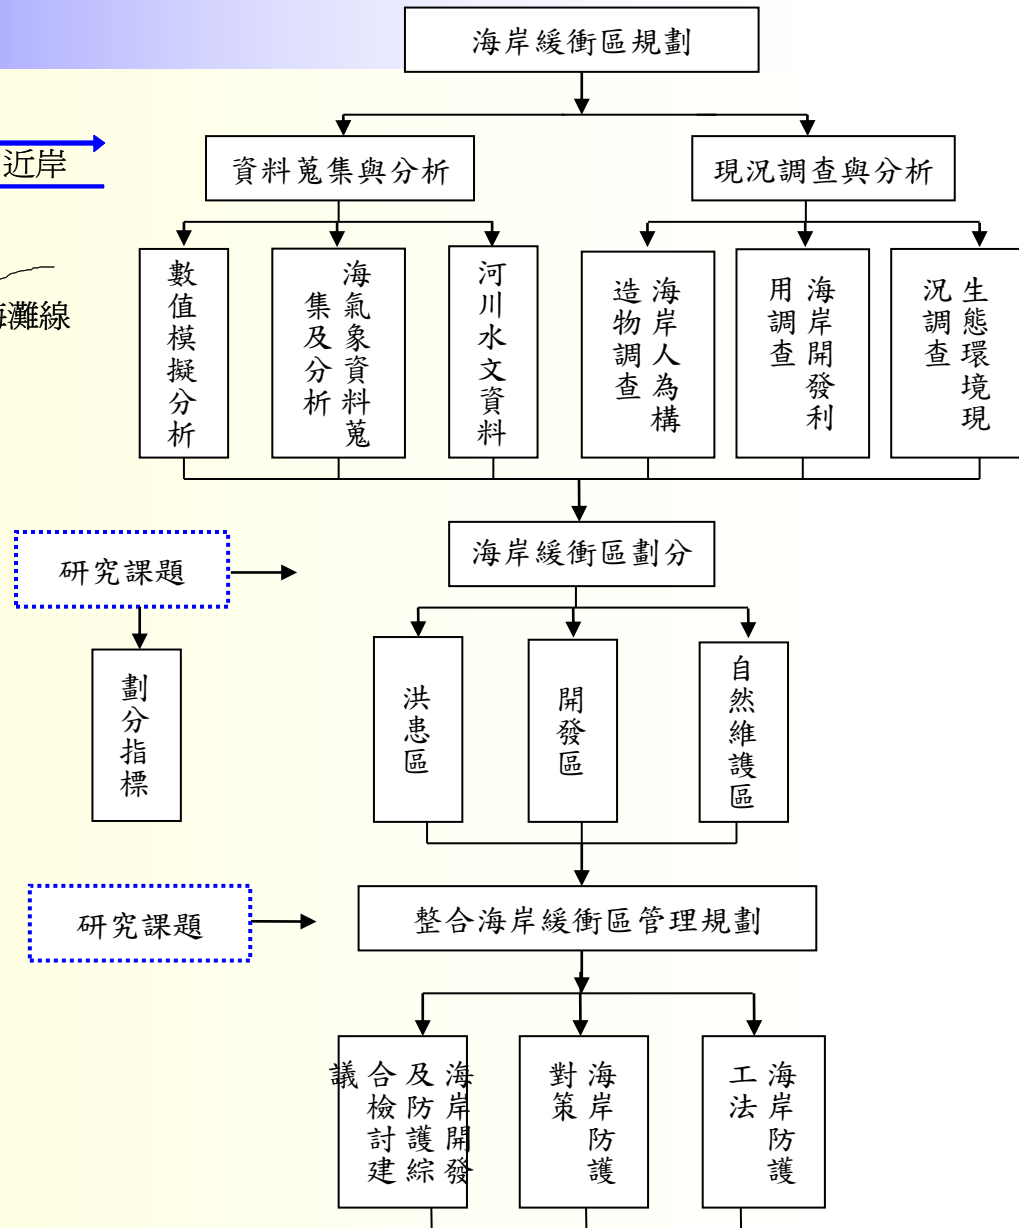 海岸緩衝區規劃
近岸
資料蒐集與分析
現況調查與分析
海灘線
數值模擬分析
海氣象資料蒐
集及分析
河川水文資料
海岸人為構
造物調查
海岸開發利
用調查
生態環境現
況調查
研究課題
海岸緩衝區劃分
劃分指標
洪患區
開發區
自然維護區
研究課題
整合海岸緩衝區管理規劃
海岸開發
及防護綜
合檢討建
議
海岸防護
對策
海岸防護
工法